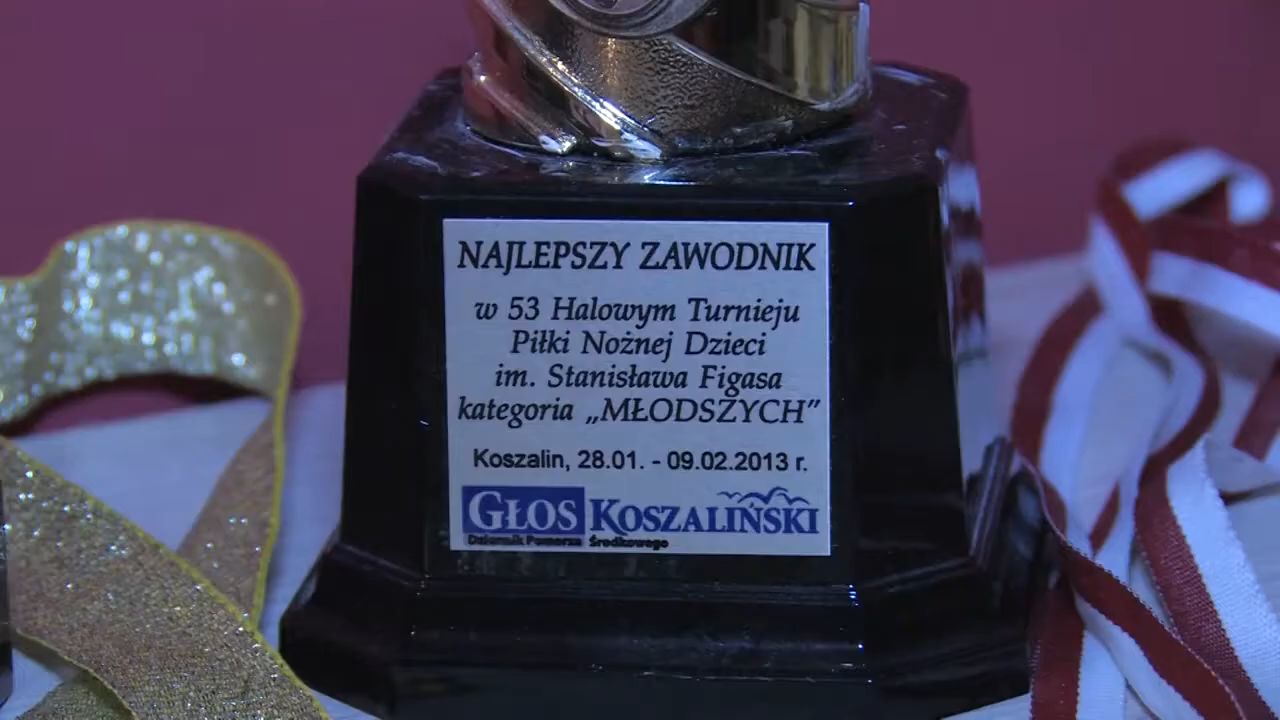 NAJLEPSZY ZAWODNIK
w 53 Halowym Turnieju
Piłki Nożnej Dzieci
im. Stanisława Figasa
kategoria „MŁODSZYCH”
Koszalin, 28.01. - 09.02.2013 r.
GŁOS KOSZALIŃSKI
Dziennik Pomorza Środkowego